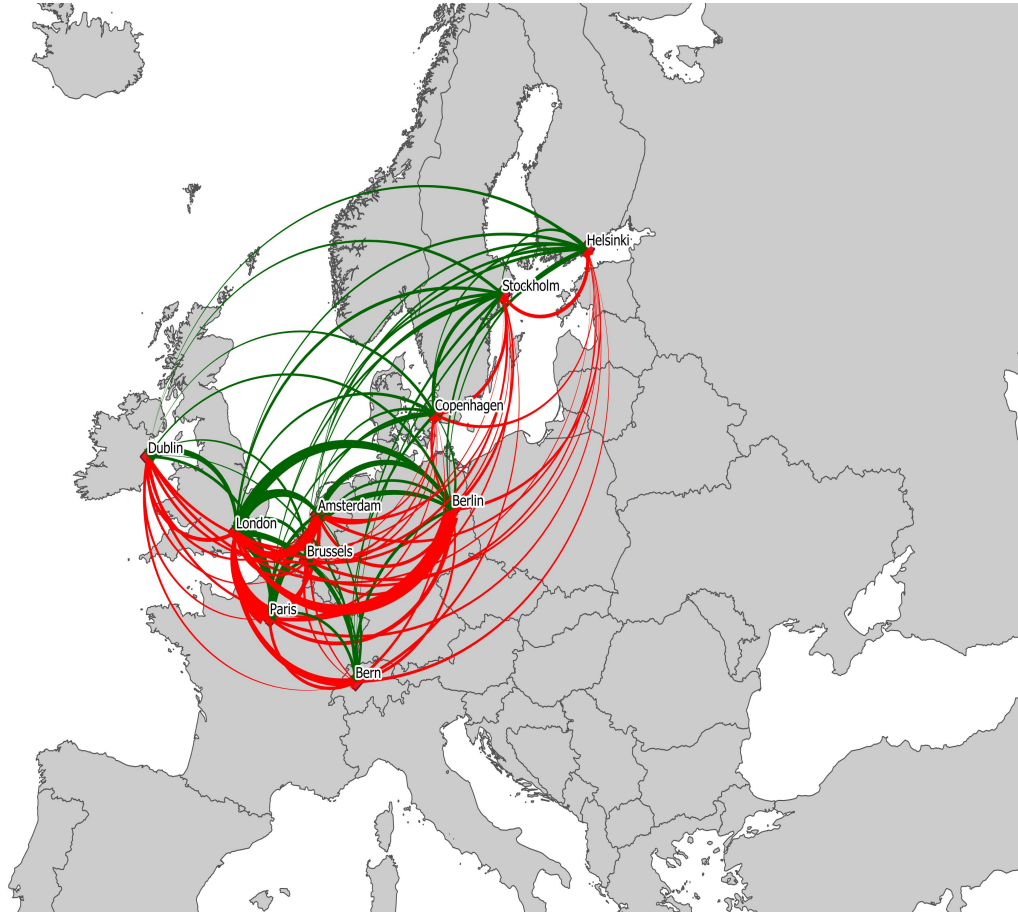 Helsinki
Stockholm
Copenhagen
Dublin
Berlin
Amsterdam
London
Brussels
Paris
Bern